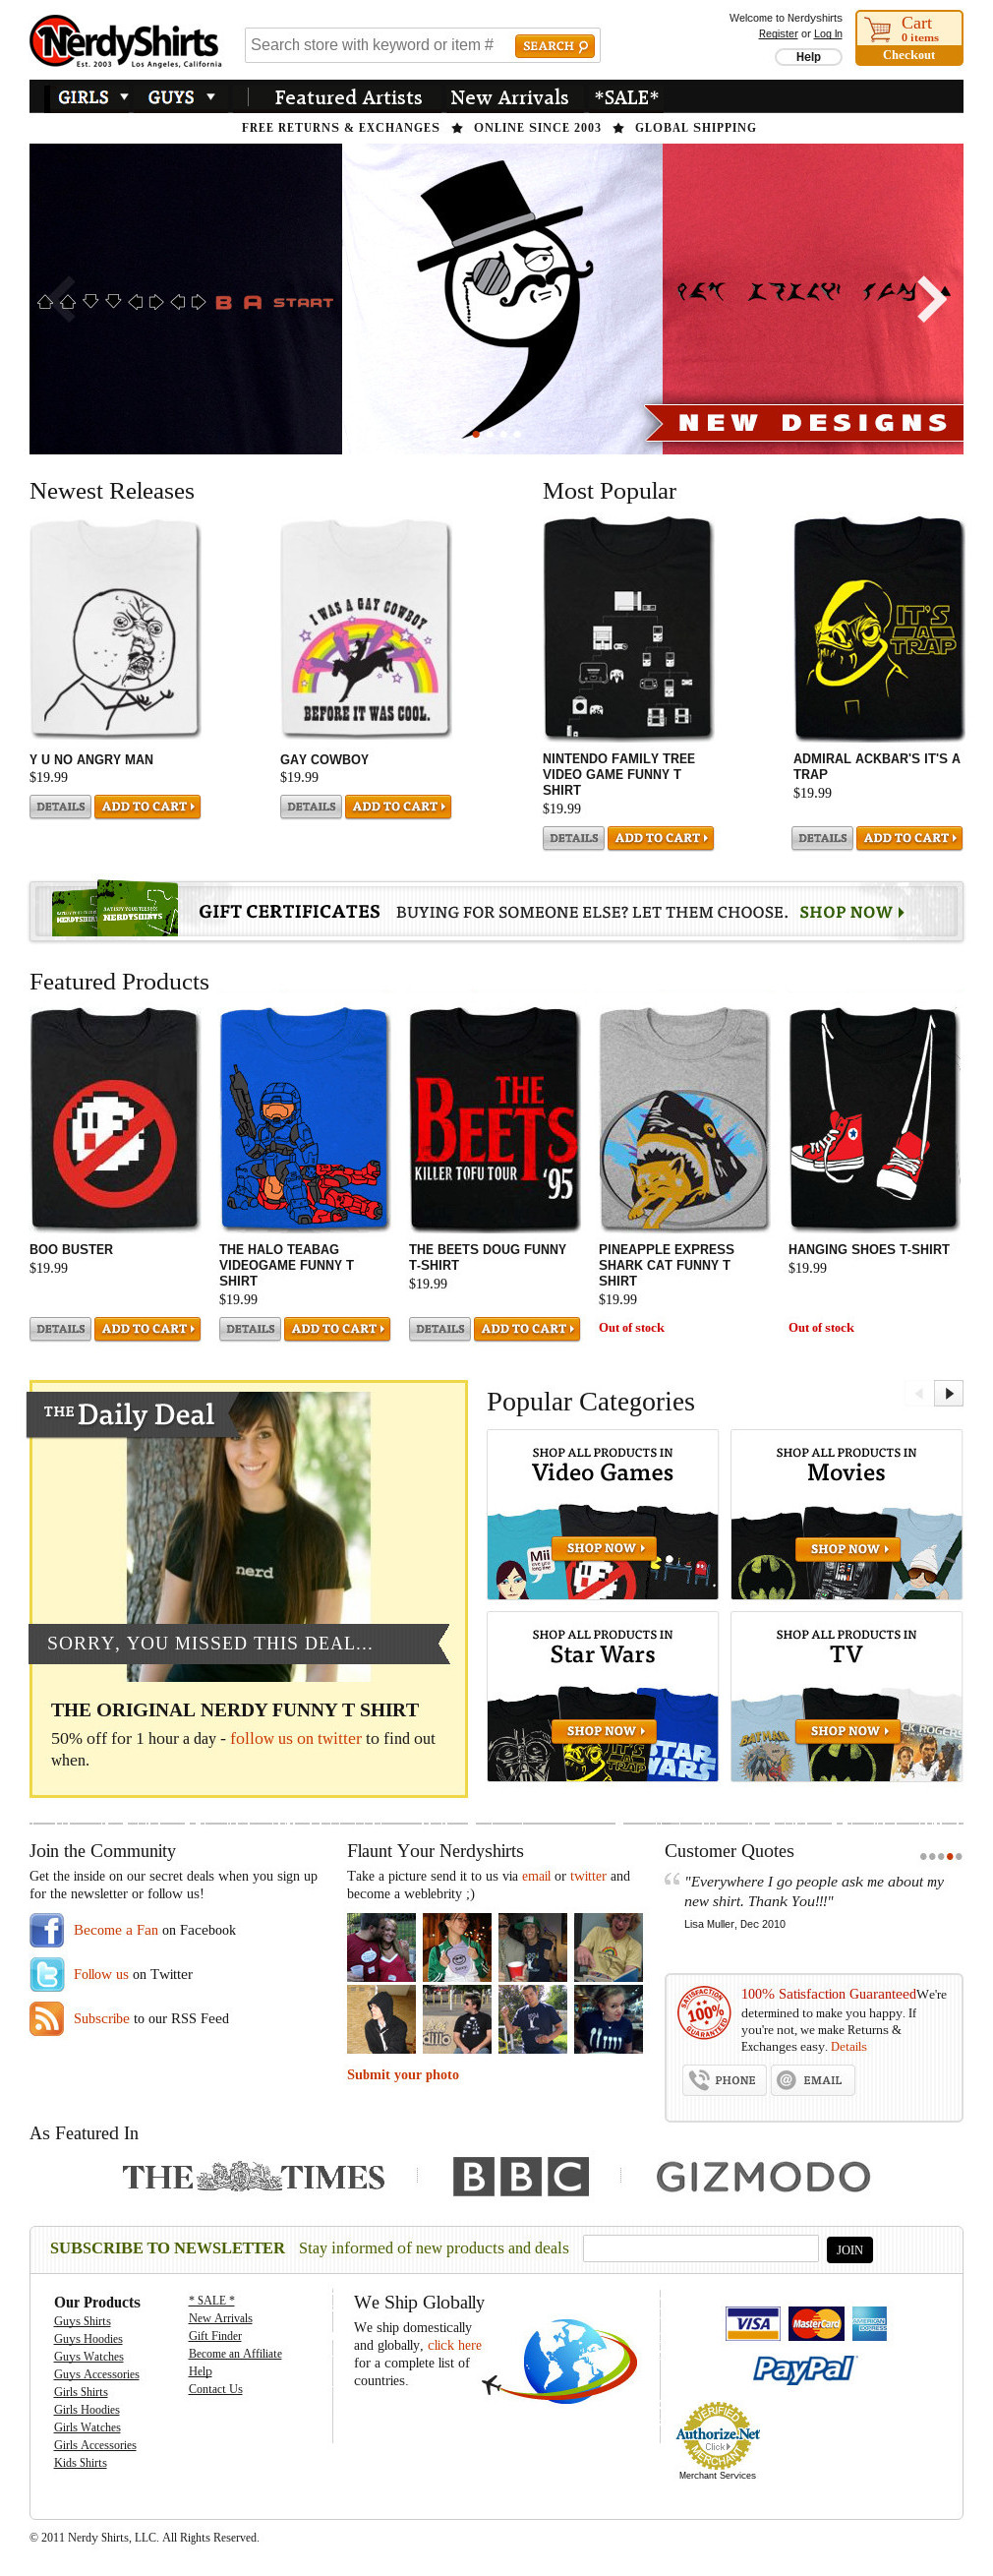 NerdyShirts
Est. 2003 Los Angeles, California
Search store with keyword or item #
SEARCH
Welcome to Nerdyshirts
Register or Log In
Help
Cart
0 items
Checkout
GIRLS GUYS Featured Artists New Arrivals *SALE*
FREE RETURNS & EXCHANGES ★ ONLINE SINCE 2003 ★ GLOBAL SHIPPING
B A START
NEW DESIGNS
Newest Releases
Most Popular
I WAS A GAY COWBOY
BEFORE IT WAS COOL.
IT'S
A
TRAP
Y U NO ANGRY MAN
$19.99
DETAILS ADD TO CART
GAY COWBOY
$19.99
DETAILS ADD TO CART
NINTENDO FAMILY TREE
VIDEO GAME FUNNY T
SHIRT
$19.99
DETAILS ADD TO CART
ADMIRAL ACKBAR'S IT'S A
TRAP
$19.99
DETAILS ADD TO CART
NERDYSHIRTS
NERDYSHIRTS
GIFT CERTIFICATES BUYING FOR SOMEONE ELSE? LET THEM CHOOSE. SHOP NOW
Featured Products
THE
BEETS
KILLER TOFU TOUR '95
BOO BUSTER
$19.99
DETAILS ADD TO CART
THE HALO TEABAG
VIDEOGAME FUNNY T
SHIRT
$19.99
DETAILS ADD TO CART
THE BEETS DOUG FUNNY
T-SHIRT
$19.99
DETAILS ADD TO CART
PINEAPPLE EXPRESS
SHARK CAT FUNNY T
SHIRT
$19.99
Out of stock
HANGING SHOES T-SHIRT
$19.99
Out of stock
THE Daily Deal
nerd
SORRY, YOU MISSED THIS DEAL...
THE ORIGINAL NERDY FUNNY T SHIRT
50% off for 1 hour a day - follow us on twitter to find out
when.
Popular Categories
SHOP ALL PRODUCTS IN
Video Games
Mii
SHOP NOW
SHOP ALL PRODUCTS IN
Movies
SHOP NOW
SHOP ALL PRODUCTS IN
Star Wars
SHOP NOW
IT'S
A TRAP
STAR
WARS
SHOP ALL PRODUCTS IN
TV
SHOP NOW
BATMAN
CK ROGERS
Join the Community
Get the inside on our secret deals when you sign up
for the newsletter or follow us!
Become a Fan on Facebook
Follow us on Twitter
Subscribe to our RSS Feed
Flaunt Your Nerdyshirts
Take a picture send it to us via email or twitter and
become a weblebrity ;)
Submit your photo
Customer Quotes
"Everywhere I go people ask me about my
new shirt. Thank You!!!"
Lisa Muller, Dec 2010
SATISFACTION
100%
GUARANTEED
100% Satisfaction GuaranteedWe're
determined to make you happy. If
you're not, we make Returns &
Exchanges easy. Details
PHONE EMAIL
As Featured In
THE TIMES
BBC
GIZMODO
SUBSCRIBE TO NEWSLETTER Stay informed of new products and deals JOIN
Our Products
Guys Shirts
Guys Hoodies
Guys Watches
Guys Accessories
Girls Shirts
Girls Hoodies
Girls Watches
Girls Accessories
Kids Shirts
* SALE *
New Arrivals
Gift Finder
Become an Affiliate
Help
Contact Us
We Ship Globally
We ship domestically
and globally, click here
for a complete list of
countries.
VISA MasterCard AMERICAN EXPRESS
PayPal
VERIFIED
Authorize.Net
Click
MERCHANT
Merchant Services
© 2011 Nerdy Shirts, LLC. All Rights Reserved.